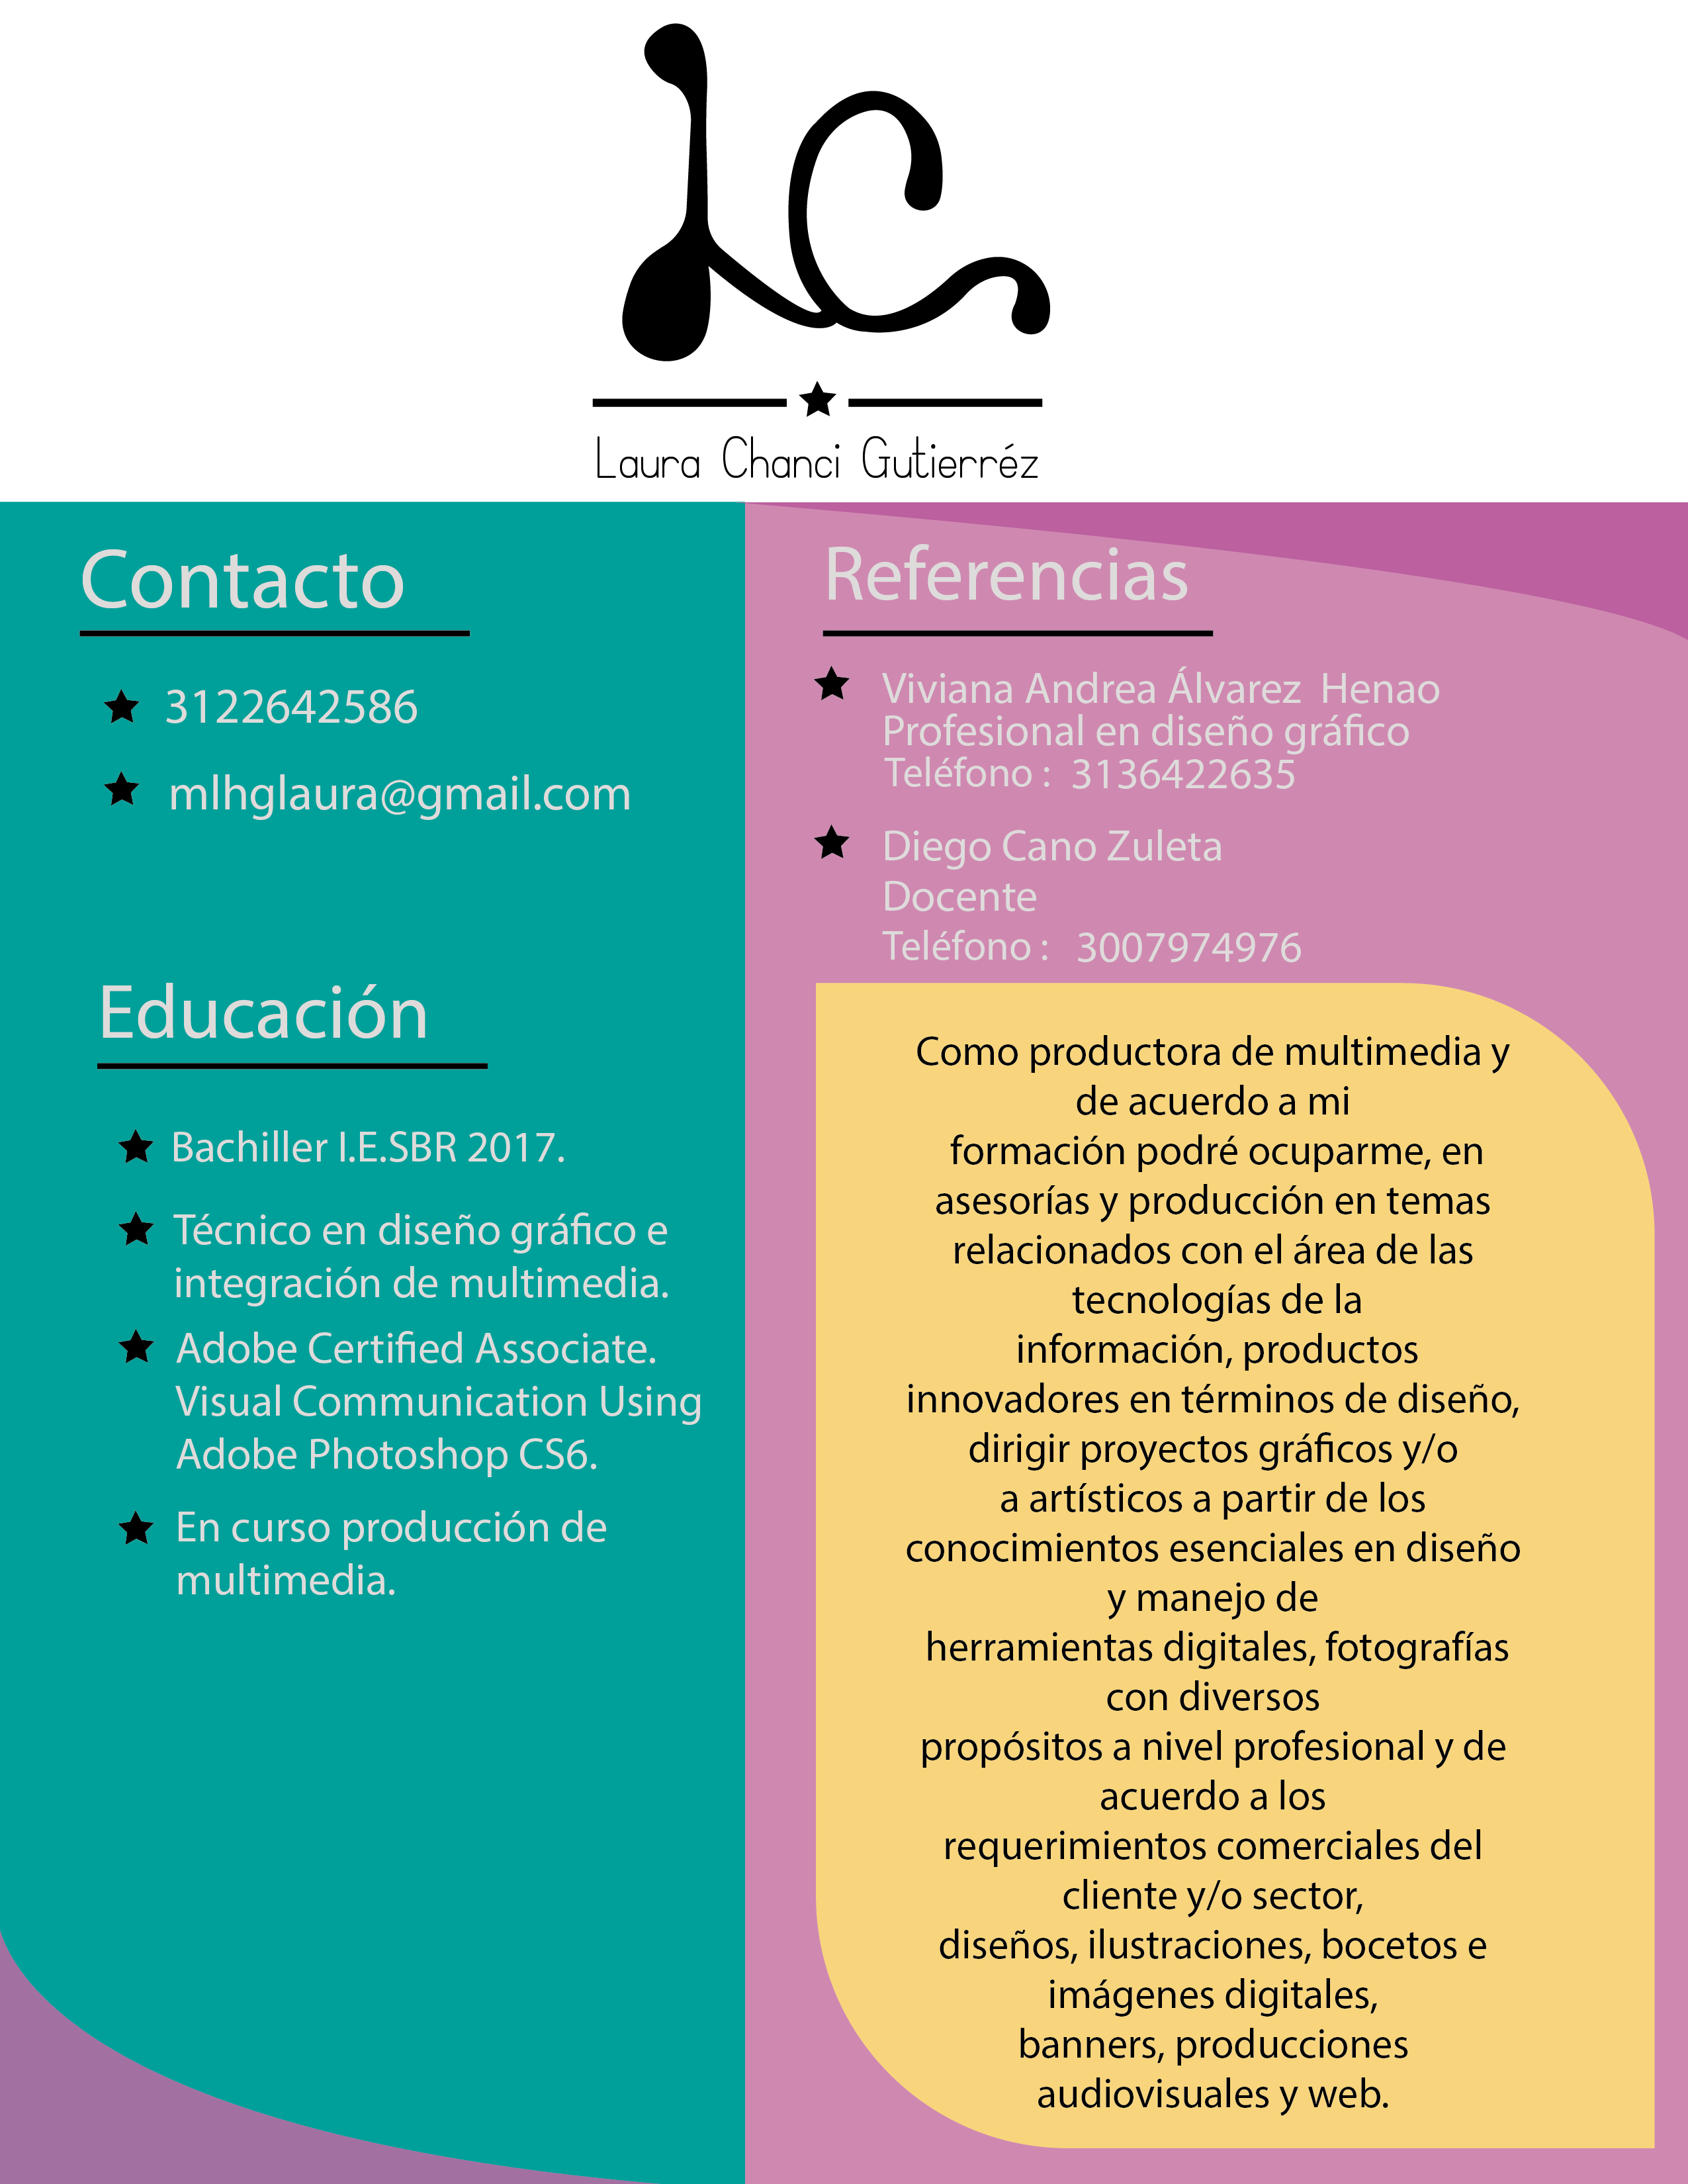 lc
Laura Chanci Gutierréz
Contacto
3122642586
mlhglaura@gmail.com
Educación
Bachiller I.E.SBR 2017.
Técnico en diseño gráfico e
integración de multimedia.
Adobe Certified Associate.
Visual Communication Using
Adobe Photoshop CS6.
En curso producción de
multimedia.
Referencias
Viviana Andrea Álvarez  Henao
Profesional en diseño gráfico
Teléfono :  3136422635
Diego Cano Zuleta
Docente
Teléfono :  3007974976
Como productora de multimedia y
de acuerdo a mi
formación podré ocuparme, en
asesorías y producción en temas
relacionados con el área de las
tecnologías de la
información, productos
innovadores en términos de diseño,
dirigir proyectos gráficos y/o
a artísticos a partir de los
conocimientos esenciales en diseño
y manejo de
herramientas digitales, fotografías
con diversos
propósitos a nivel profesional y de
acuerdo a los
requerimientos comerciales del
cliente y/o sector,
diseños, ilustraciones, bocetos e
imágenes digitales,
banners, producciones
audiovisuales y web.